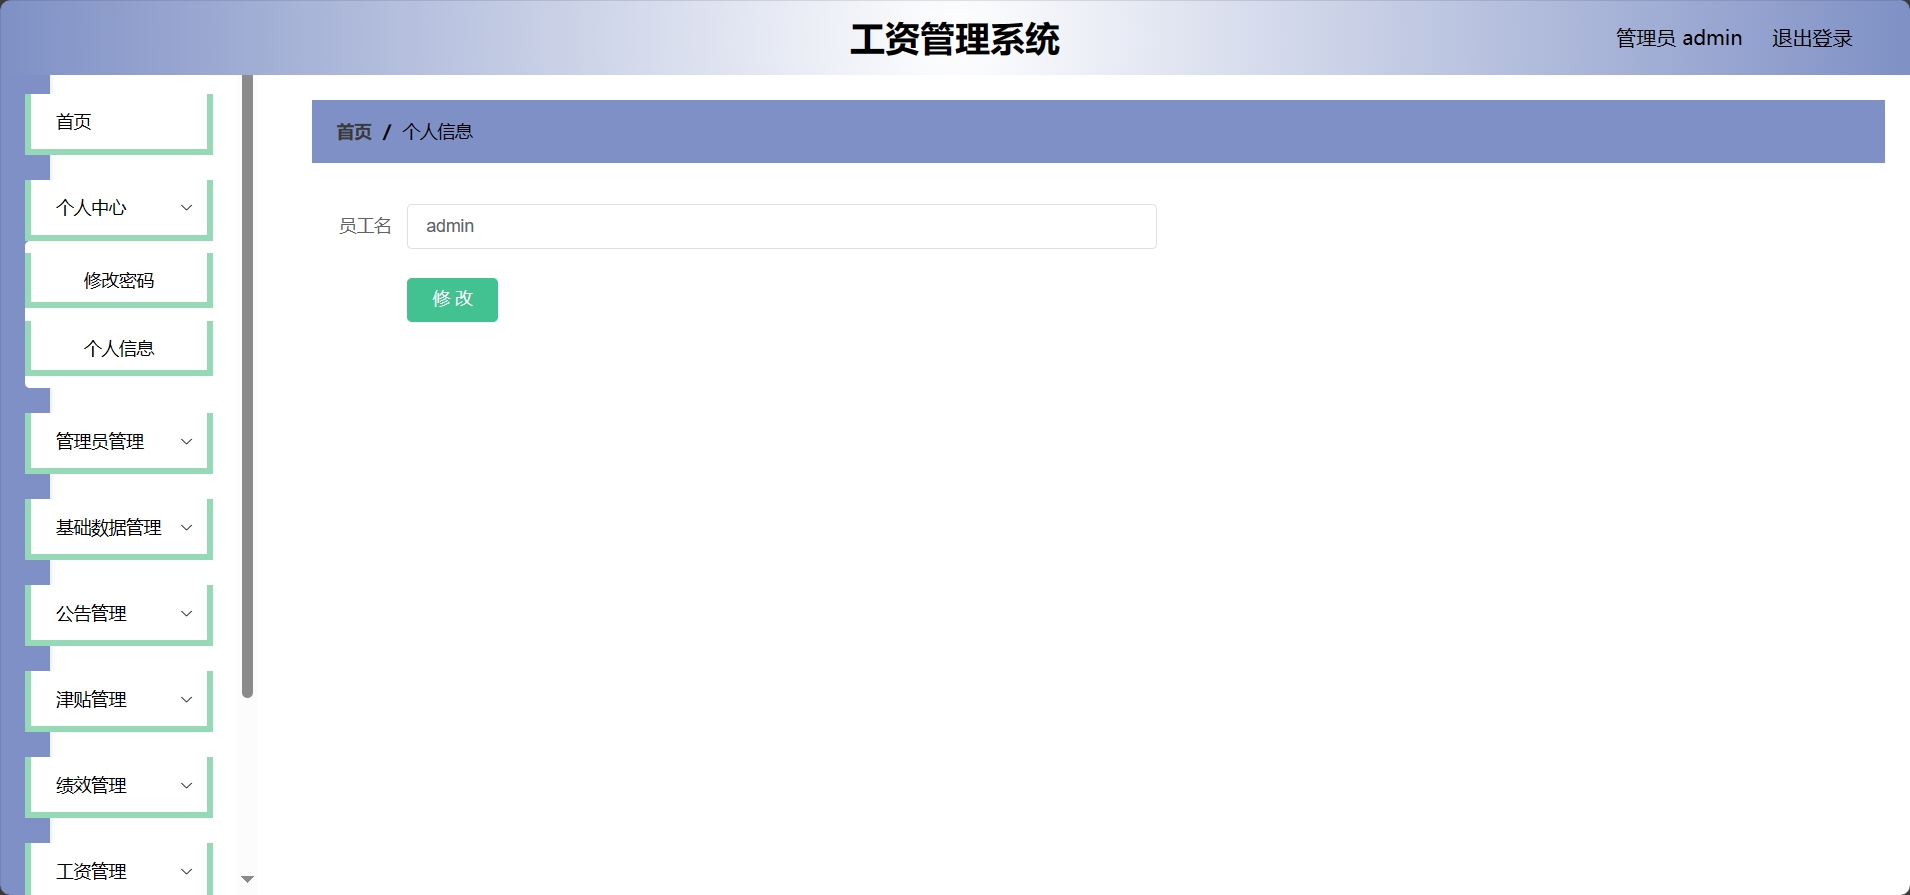 工资管理系统
管理员 admin
退出登录
首页
个人中心
修改密码
个人信息
管理员管理
基础数据管理
公告管理
津贴管理
绩效管理
工资管理
首页 / 个人信息
员工名
admin
修改